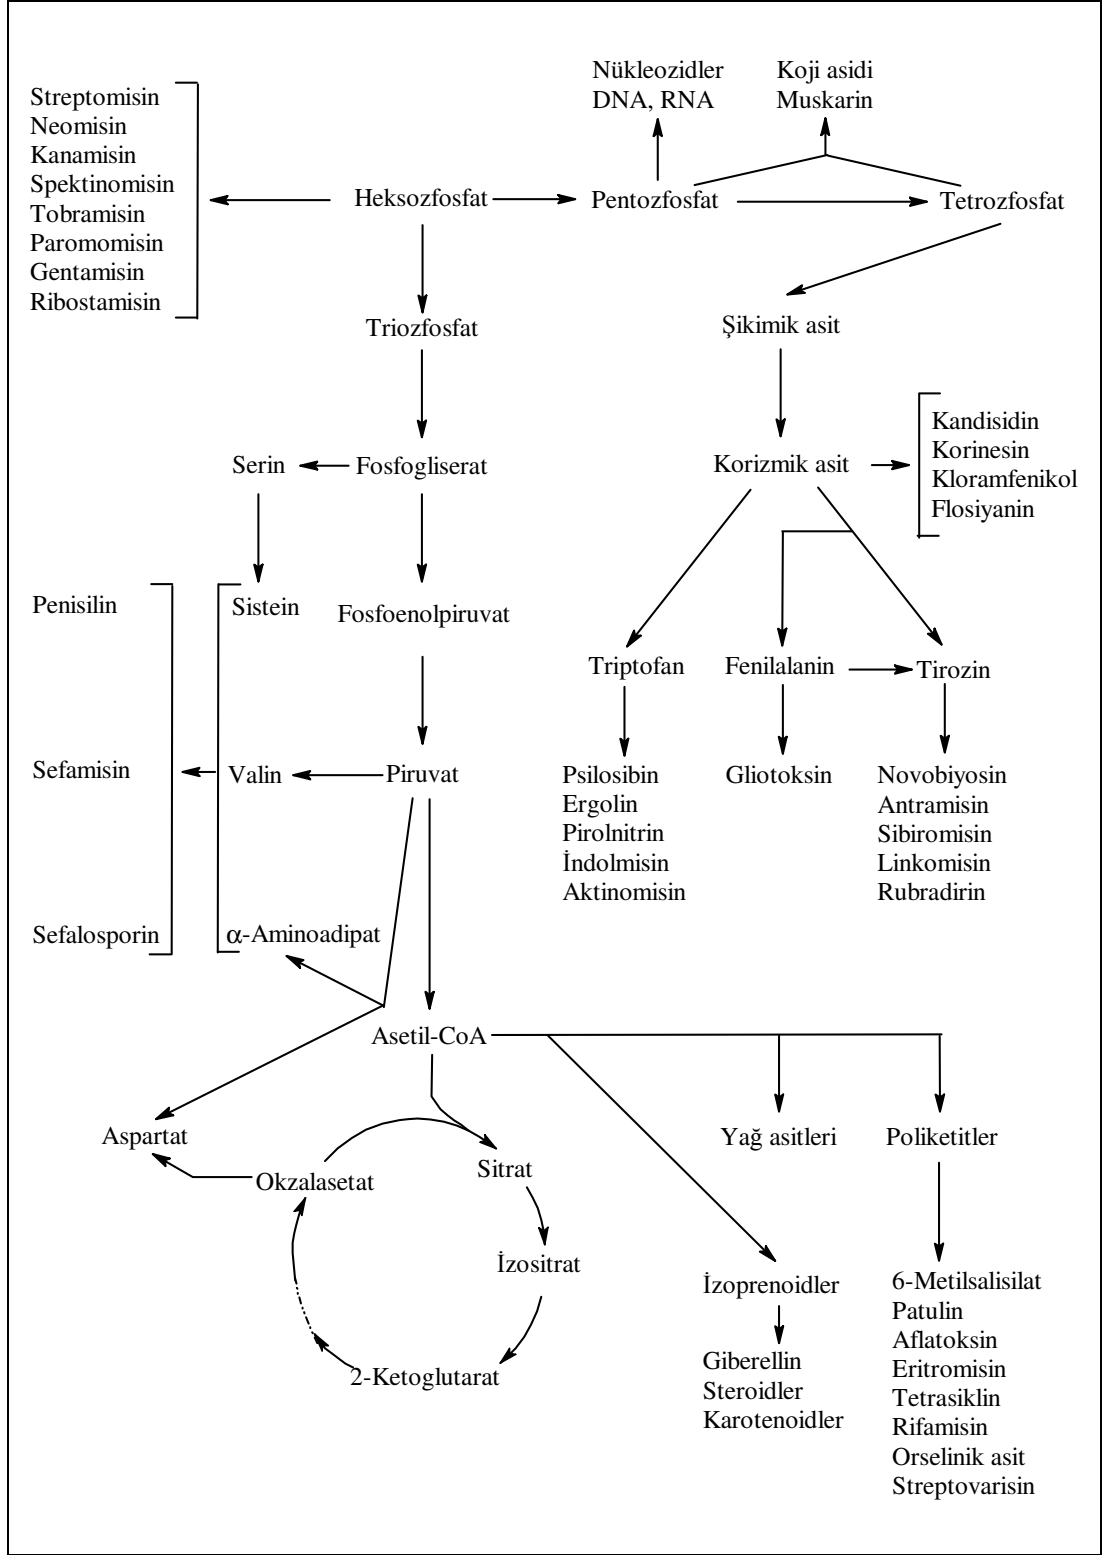 Nükleozidler
DNA, RNA
Koji asidi
Muskarin
Streptomisin
Neomisin
Kanamisin
Spektinomisin
Tobramisin
Paromomisin
Gentamisin
Ribostamisin
Heksozfosfat
Pentozfosfat
Tetrozfosfat
Triozfosfat
Şikimik asit
Serin
Fosfogliserat
Korizmik asit
Kandisidin
Korinesin
Kloramfenikol
Flosiyanin
Penisilin
Sistein
Fosfoenolpiruvat
Triptofan
Fenilalanin
Tirozin
Sefamisin
Valin
Piruvat
Psilosibin
Ergolin
Pirolnitrin
İndolmisin
Aktinomisin
Gliotoksin
Novobiyosin
Antramisin
Sibiromisin
Linkomisin
Rubradirin
Sefalosporin
α-Aminoadipat
Asetil-CoA
Aspartat
Yağ asitleri
Poliketitler
Okzalasetat
Sitrat
İzositrat
2-Ketoglutarat
İzoprenoidler
Giberellin
Steroidler
Karotenoidler
6-Metilsalisilat
Patulin
Aflatoksin
Eritromisin
Tetrasiklin
Rifamisin
Orselinik asit
Streptovarisin